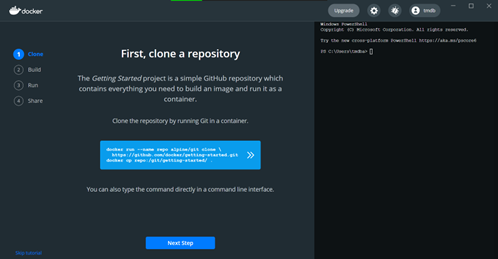 docker
Upgrade
tmdb
1 Clone
2 Build
3 Run
4 Share
First, clone a repository
The Getting Started project is a simple GitHub repository which
contains everything you need to build an image and run it as a
container.
Clone the repository by running Git in a container.
docker run --name repo alpine/git clone \
https://github.com/docker/getting-started.git
docker cp repo:/git/getting-started/ .
You can also type the command directly in a command line interface.
Next Step
Skip tutorial
Windows PowerShell
Copyright (C) Microsoft Corporation. All rights reserved.
Try the new cross-platform PowerShell https://aka.ms/pscore6
PS C:\Users\tmdba>